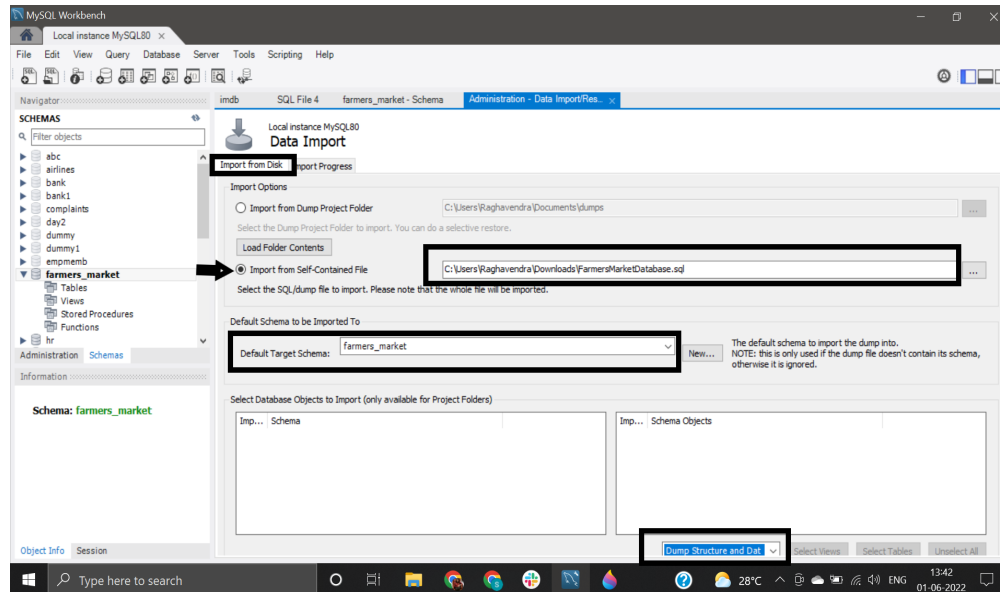 MySQL Workbench
Local instance MySQL80
File Edit View Query Database Server Tools Scripting Help
Navigator
SCHEMAS
Filter objects
abc
airlines
bank
bank1
complaints
day2
dummy
dummy1
empmemb
farmers_market
Tables
Views
Stored Procedures
Functions
hr
Administration Schemas
Information
Schema: farmers_market
Object Info Session
imdb SQL File 4 farmers_market - Schema Administration - Data Import/Res...
Local instance MySQL80
Data Import
Import from Disk Import Progress
Import Options
Import from Dump Project Folder C:\Users\Raghavendra\Documents\dumps ...
Select the Dump Project Folder to import. You can do a selective restore.
Load Folder Contents
Import from Self-Contained File C:\Users\Raghavendra\Downloads\FarmersMarketDatabase.sql ...
Select the SQL/dump file to import. Please note that the whole file will be imported.
Default Schema to be Imported To
Default Target Schema: farmers_market New...
The default schema to import the dump into.
NOTE: this is only used if the dump file doesn't contain its schema,
otherwise it is ignored.
Select Database Objects to Import (only available for Project Folders)
Imp... Schema Imp... Schema Objects
Dump Structure and Dat Select Views Select Tables Unselect All
Type here to search 28°C ENG 13:42
01-06-2022